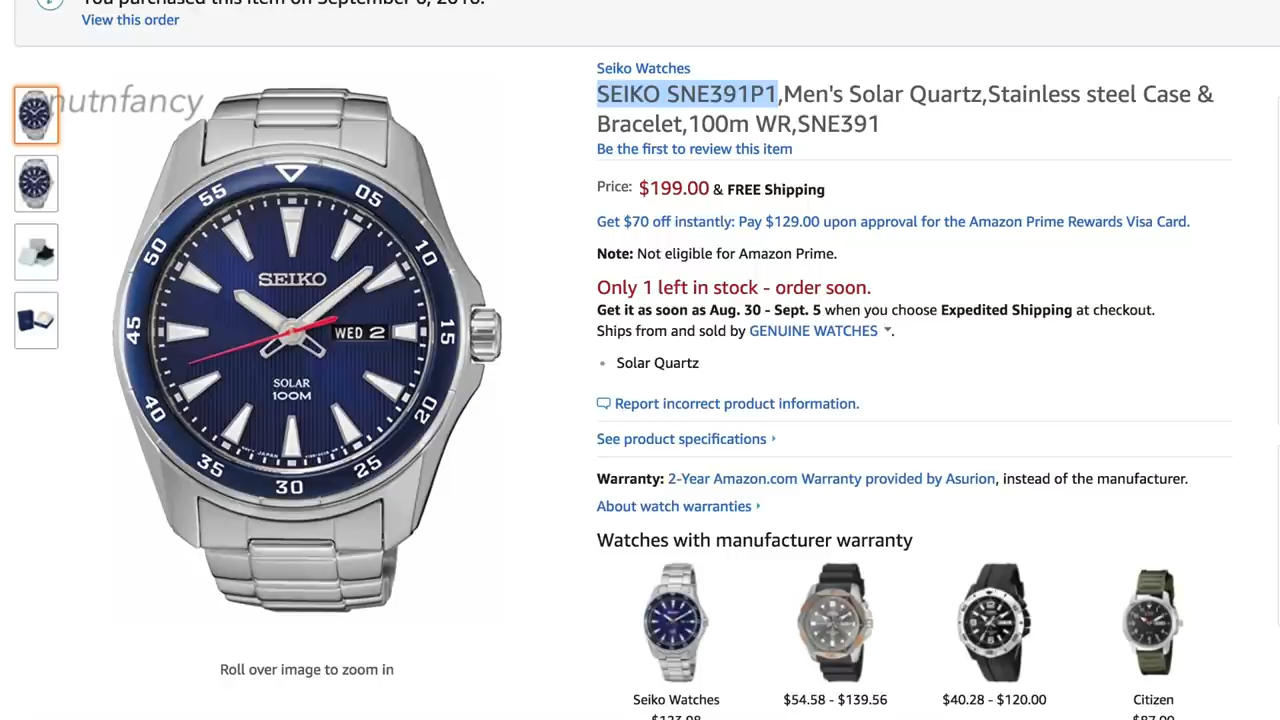 You purchased this item on September 6, 2016.
View this order
nutnfancy
Seiko Watches
SEIKO SNE391P1,Men's Solar Quartz,Stainless steel Case &
Bracelet,100m WR,SNE391
Be the first to review this item
Price: $199.00 & FREE Shipping
Get $70 off instantly: Pay $129.00 upon approval for the Amazon Prime Rewards Visa Card.
Note: Not eligible for Amazon Prime.
Only 1 left in stock - order soon.
Get it as soon as Aug. 30 - Sept. 5 when you choose Expedited Shipping at checkout.
Ships from and sold by GENUINE WATCHES.
Solar Quartz
Report incorrect product information.
See product specifications
Warranty: 2-Year Amazon.com Warranty provided by Asurion, instead of the manufacturer.
About watch warranties
Watches with manufacturer warranty
05
10
15
20
25
30
35
40
45
50
55
SEIKO
WED 2
SOLAR
100M
Roll over image to zoom in
Seiko Watches
$54.58 - $139.56
$40.28 - $120.00
Citizen